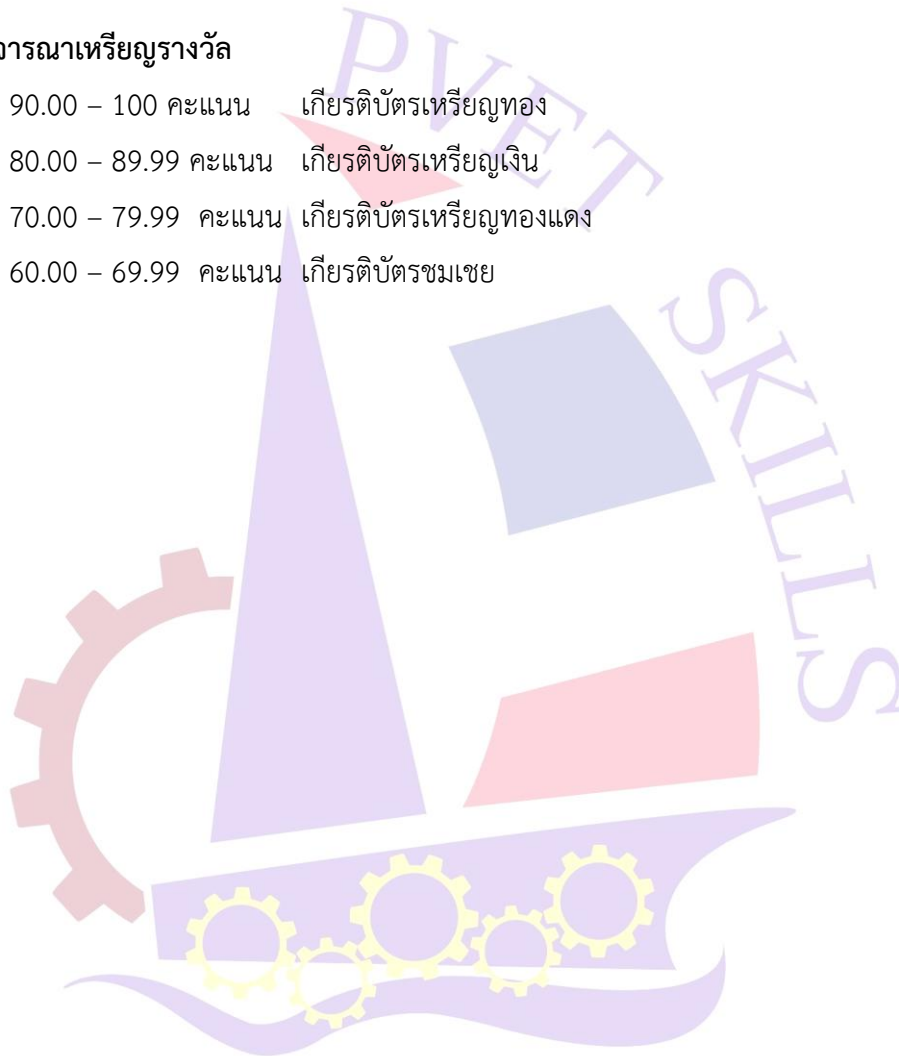 จารณาเหรียญรางวัล
90.00 – 100 คะแนน เกียรติบัตรเหรียญทอง
80.00 – 89.99 คะแนน เกียรติบัตรเหรียญเงิน
70.00 – 79.99 คะแนน เกียรติบัตรเหรียญทองแดง
60.00 – 69.99 คะแนน เกียรติบัตรชมเชย
PVET SKILLS